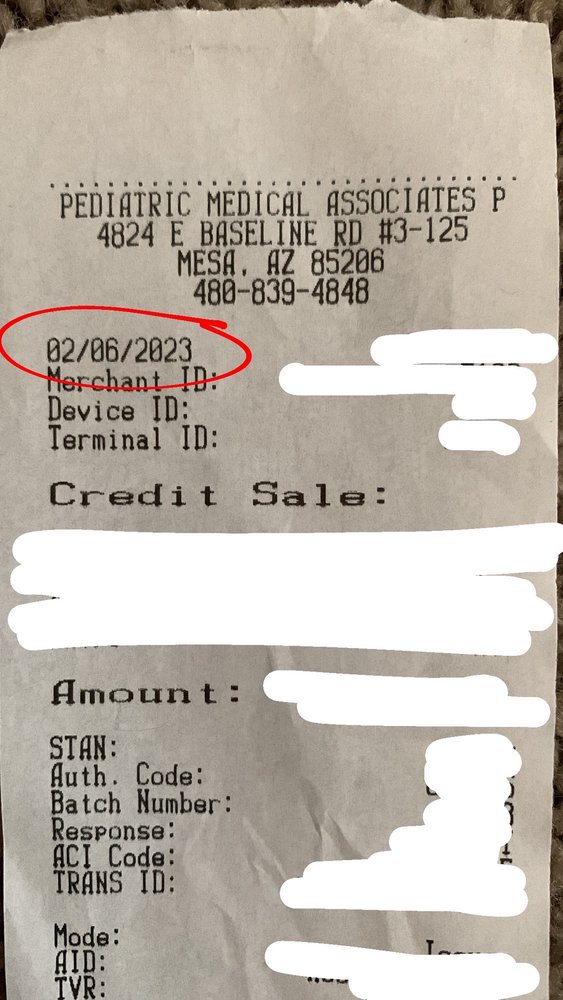 PEDIATRIC MEDICAL ASSOCIATES P
4824 E BASELINE RD #3-125
MESA, AZ 85206
480-839-4848
02/06/2023
Merchant ID:
Device ID:
Terminal ID:
Credit Sale:
Amount:
STAN:
Auth. Code:
Batch Number:
Response:
ACI Code:
TRANS ID:
Mode:
AID:
TVR: